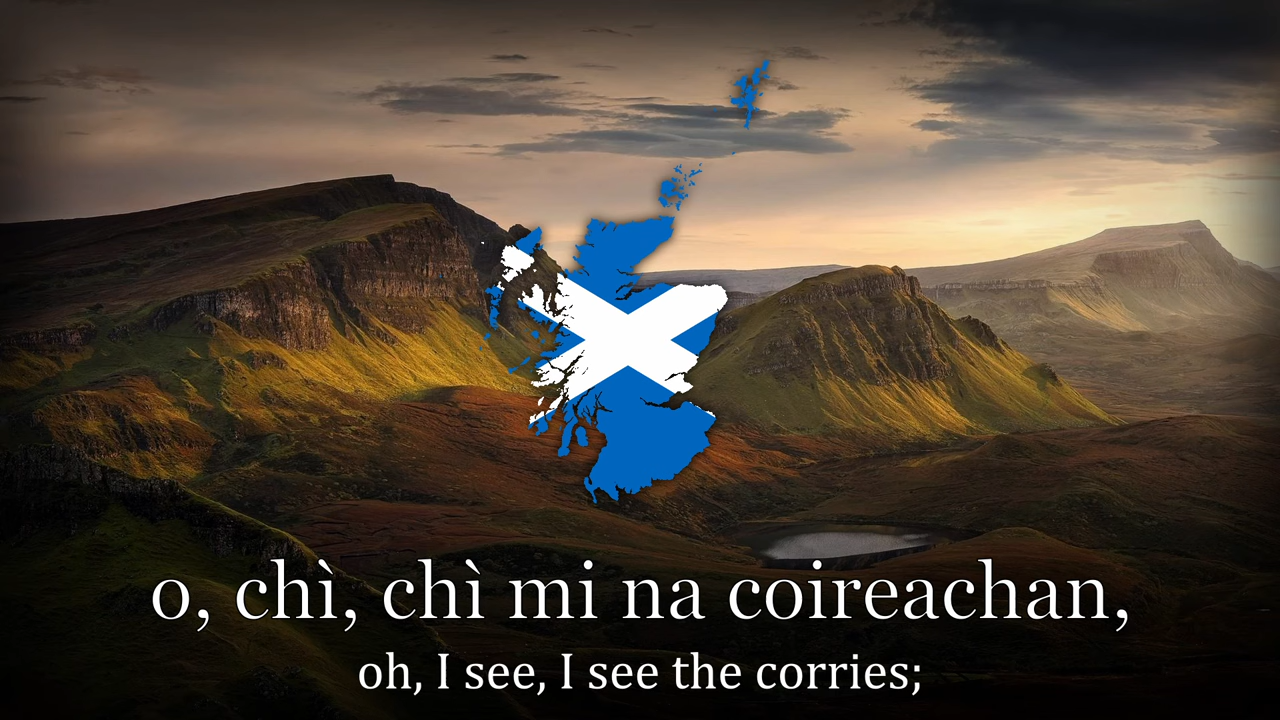 o, chì, chì mi na coireachan,
oh, I see, I see the corries;